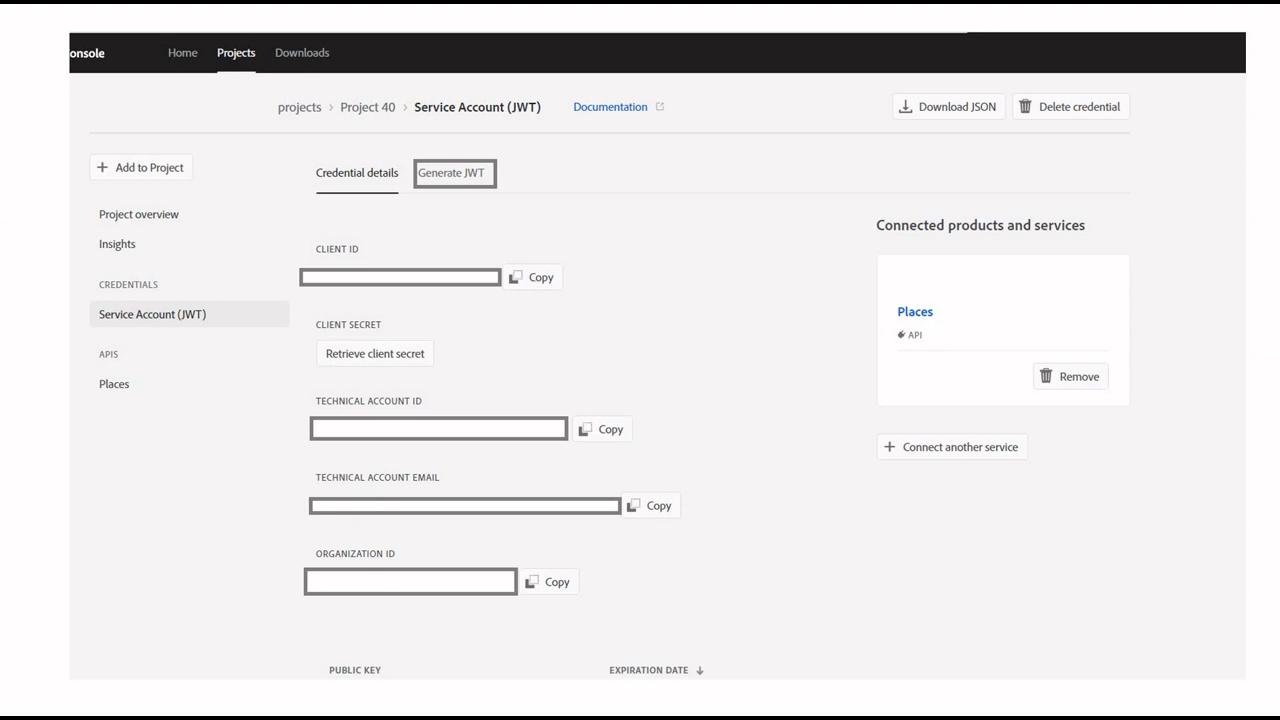 onsole Home Projects Downloads
projects > Project 40 > Service Account (JWT) Documentation Download JSON Delete credential
+ Add to Project
Project overview
Insights
CREDENTIALS
Service Account (JWT)
APIS
Places
Credential details Generate JWT
CLIENT ID
Copy
CLIENT SECRET
Retrieve client secret
TECHNICAL ACCOUNT ID
Copy
TECHNICAL ACCOUNT EMAIL
Copy
ORGANIZATION ID
Copy
PUBLIC KEY EXPIRATION DATE ↓
Connected products and services
Places
API
Remove
+ Connect another service